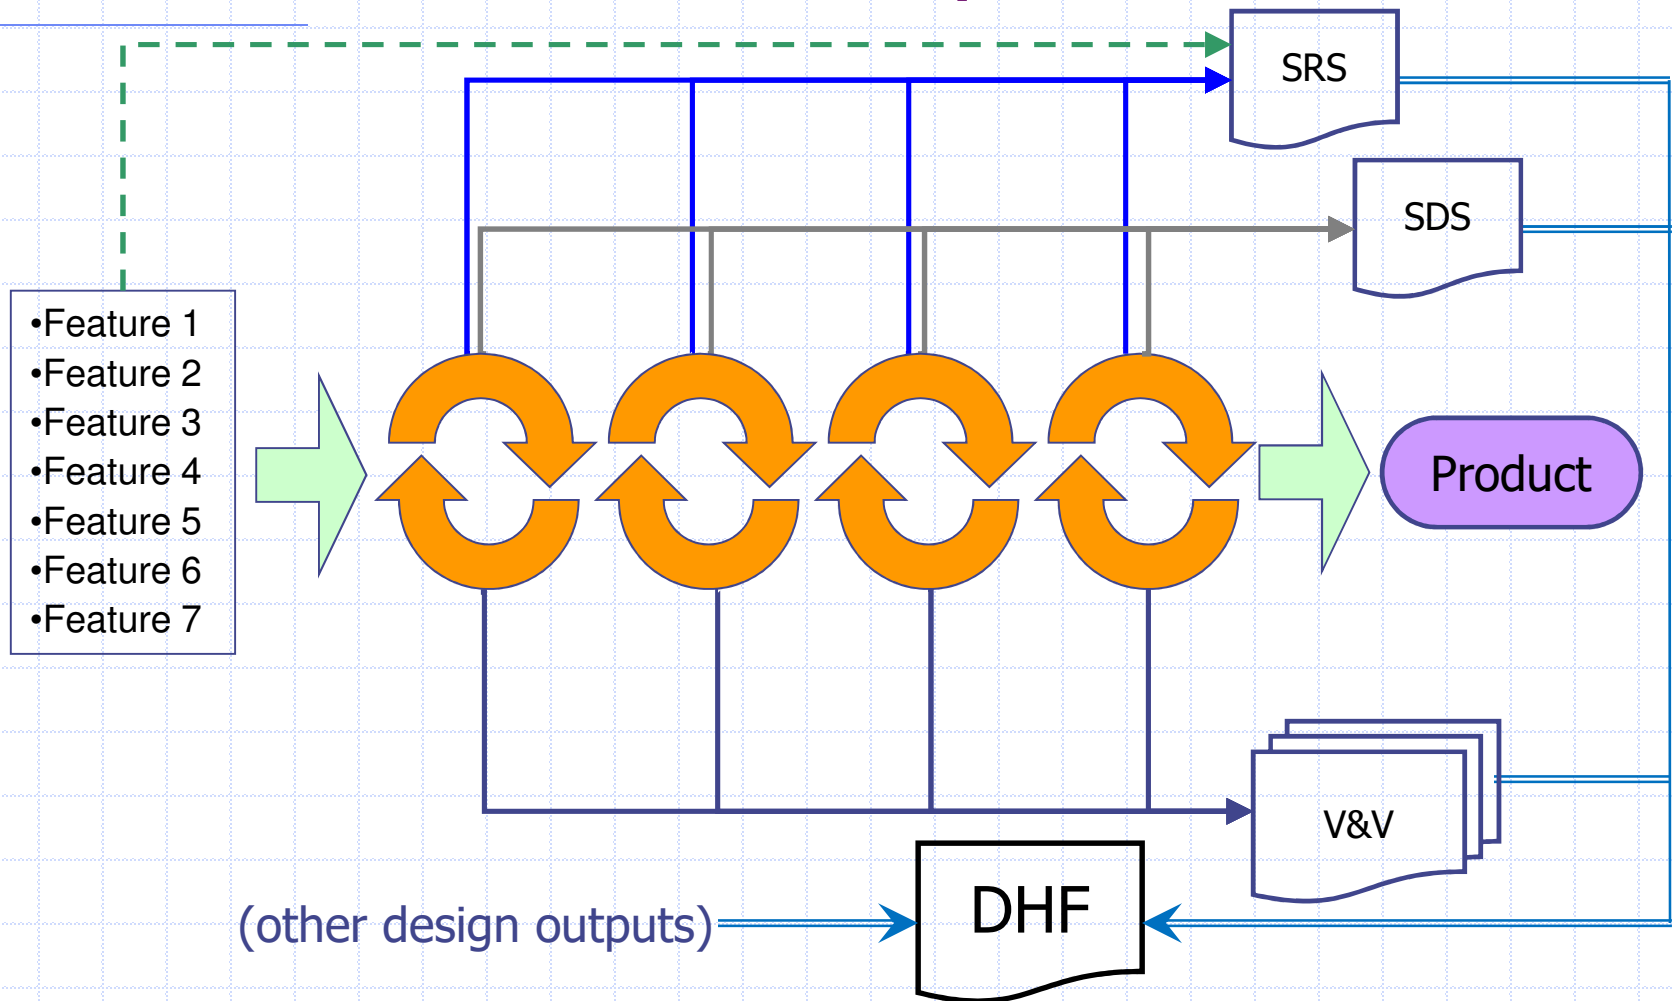 SRS
SDS
•Feature 1
•Feature 2
•Feature 3
•Feature 4
•Feature 5
•Feature 6
•Feature 7
Product
V&V
DHF
(other design outputs)